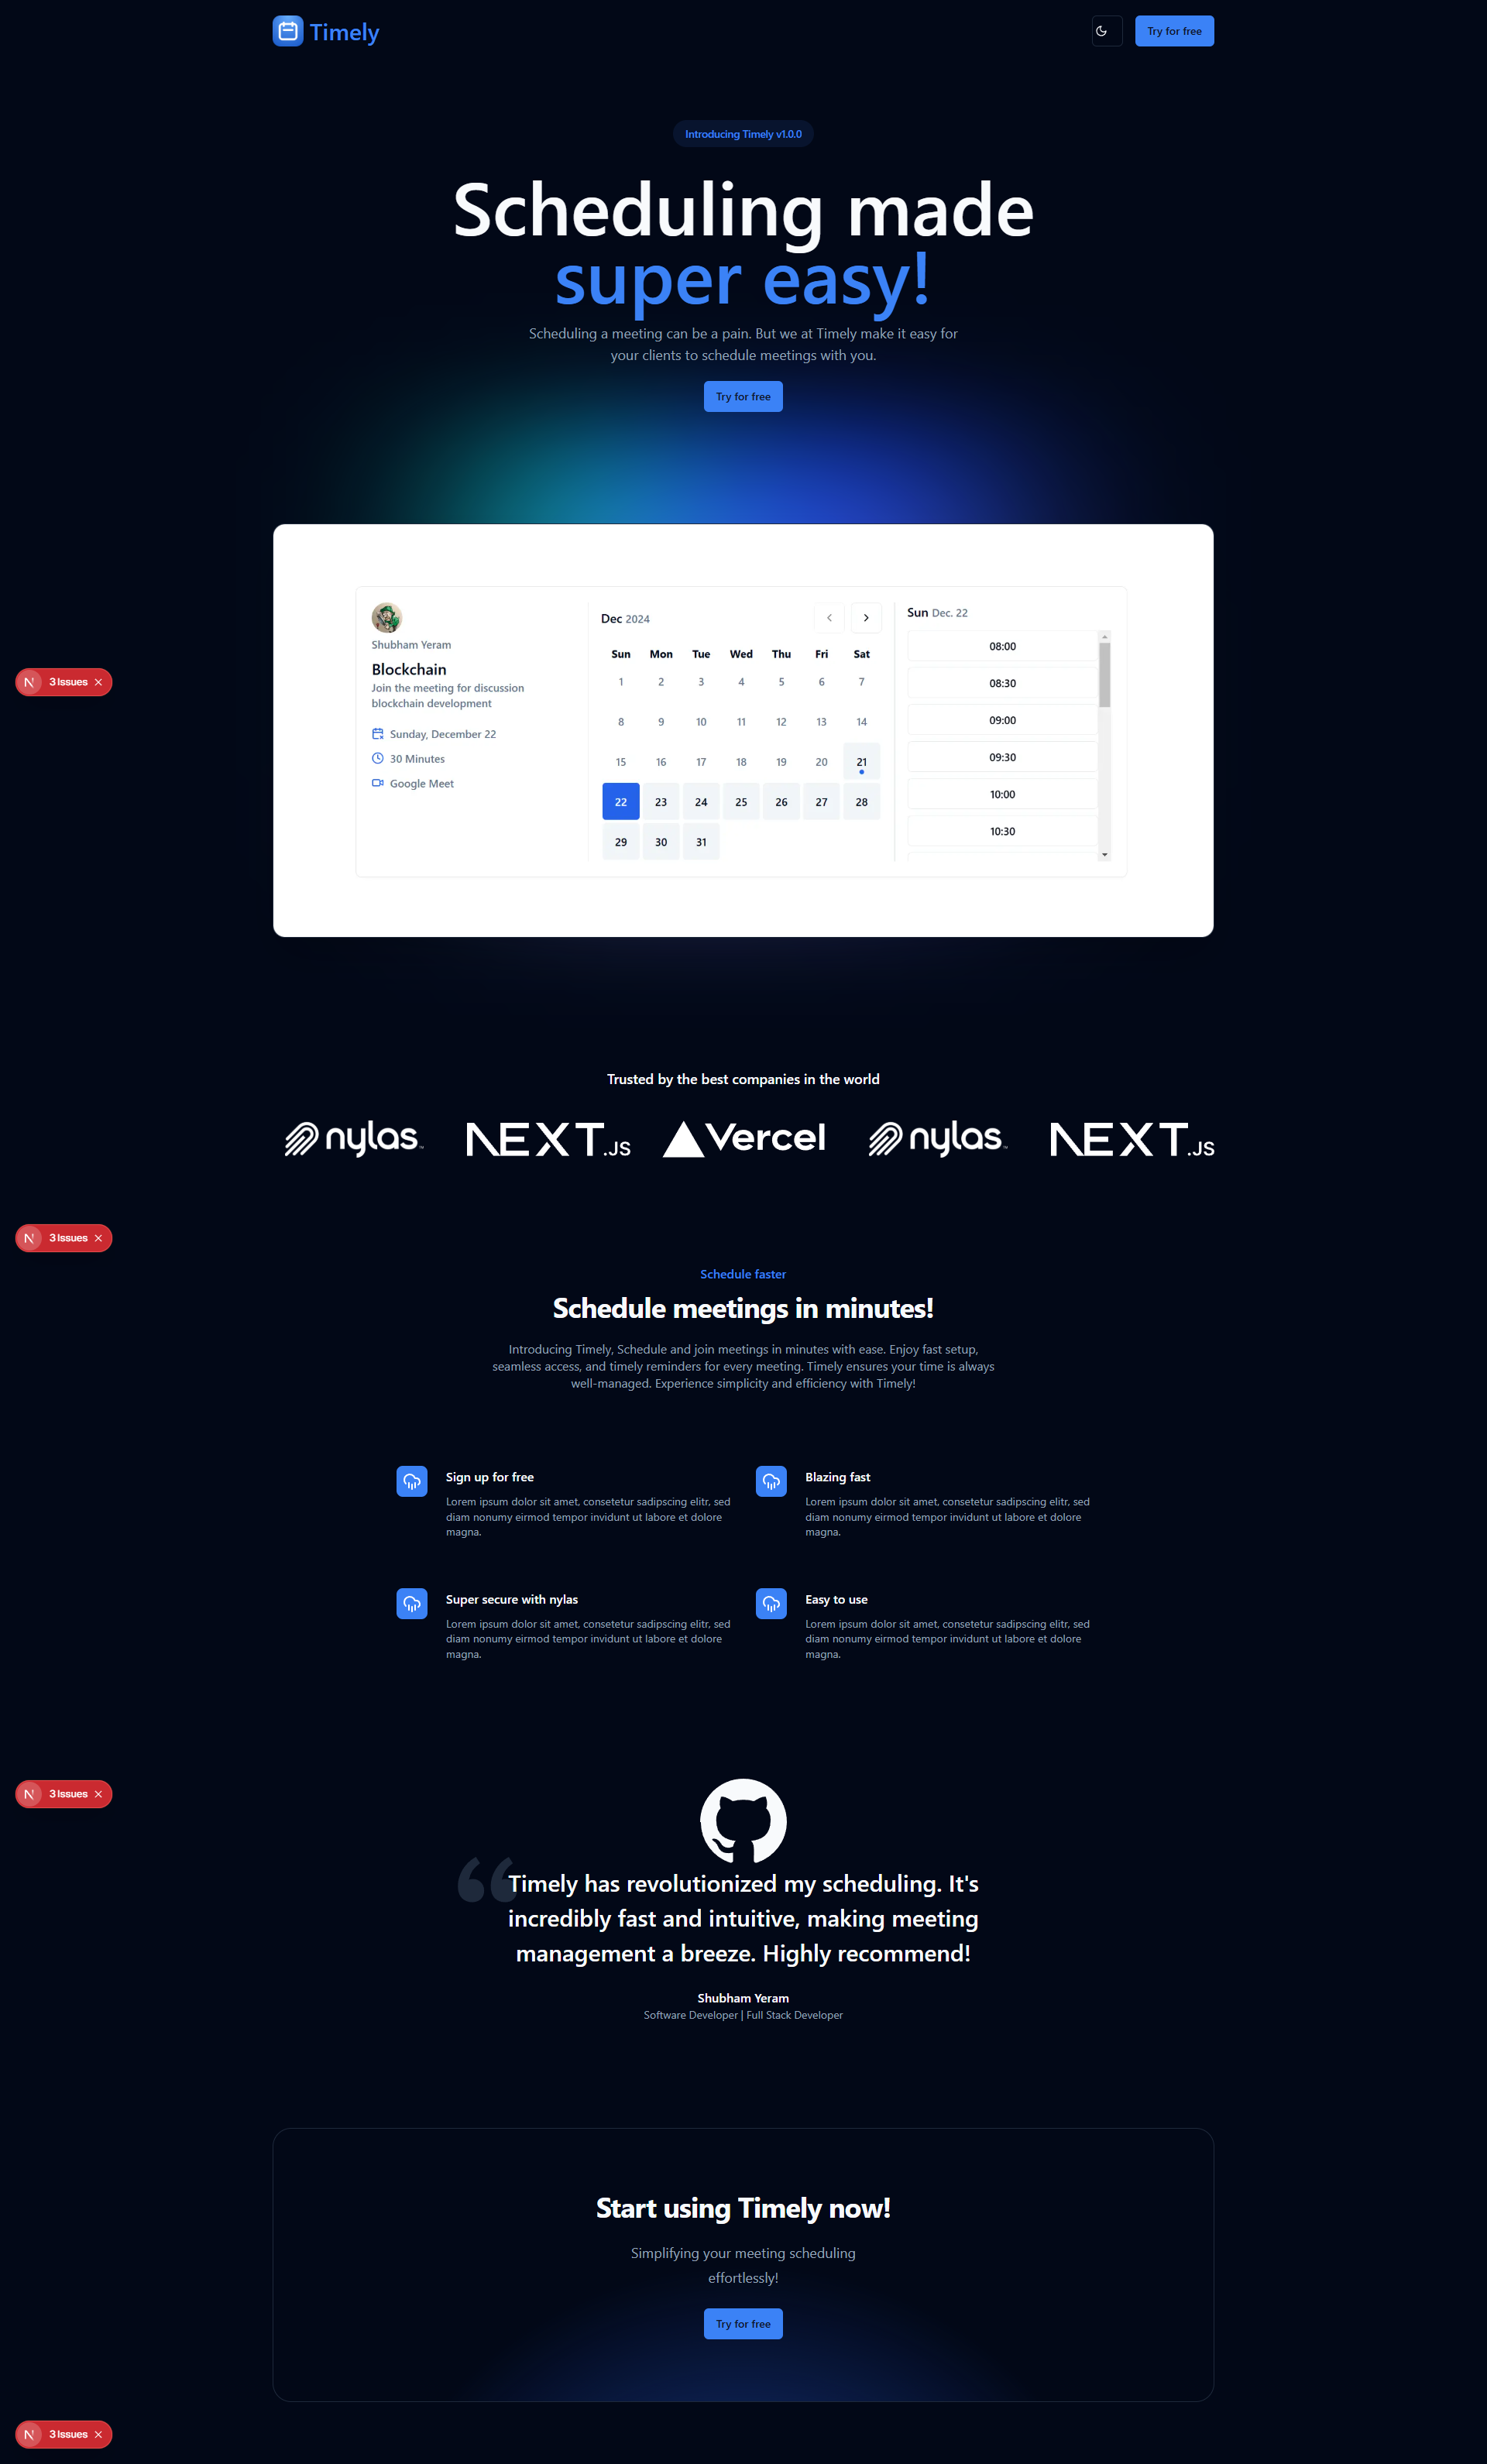 Timely
Try for free
Introducing Timely v1.0.0
Scheduling made
super easy!
Scheduling a meeting can be a pain. But we at Timely make it easy for
your clients to schedule meetings with you.
Try for free
Shubham Yeram
Blockchain
Join the meeting for discussion
blockchain development
Sunday, December 22
30 Minutes
Google Meet
Dec 2024
Sun Mon Tue Wed Thu Fri Sat
1 2 3 4 5 6 7
8 9 10 11 12 13 14
15 16 17 18 19 20 21
22 23 24 25 26 27 28
29 30 31
Sun Dec. 22
08:00
08:30
09:00
09:30
10:00
10:30
N 3 Issues
Trusted by the best companies in the world
nylas™ NEXT.JS Vercel nylas™ NEXT.JS
N 3 Issues
Schedule faster
Schedule meetings in minutes!
Introducing Timely, Schedule and join meetings in minutes with ease. Enjoy fast setup,
seamless access, and timely reminders for every meeting. Timely ensures your time is always
well-managed. Experience simplicity and efficiency with Timely!
Sign up for free
Lorem ipsum dolor sit amet, consetetur sadipscing elitr, sed
diam nonumy eirmod tempor invidunt ut labore et dolore
magna.
Blazing fast
Lorem ipsum dolor sit amet, consetetur sadipscing elitr, sed
diam nonumy eirmod tempor invidunt ut labore et dolore
magna.
Super secure with nylas
Lorem ipsum dolor sit amet, consetetur sadipscing elitr, sed
diam nonumy eirmod tempor invidunt ut labore et dolore
magna.
Easy to use
Lorem ipsum dolor sit amet, consetetur sadipscing elitr, sed
diam nonumy eirmod tempor invidunt ut labore et dolore
magna.
N 3 Issues
“
Timely has revolutionized my scheduling. It's
incredibly fast and intuitive, making meeting
management a breeze. Highly recommend!
Shubham Yeram
Software Developer | Full Stack Developer
Start using Timely now!
Simplifying your meeting scheduling
effortlessly!
Try for free
N 3 Issues